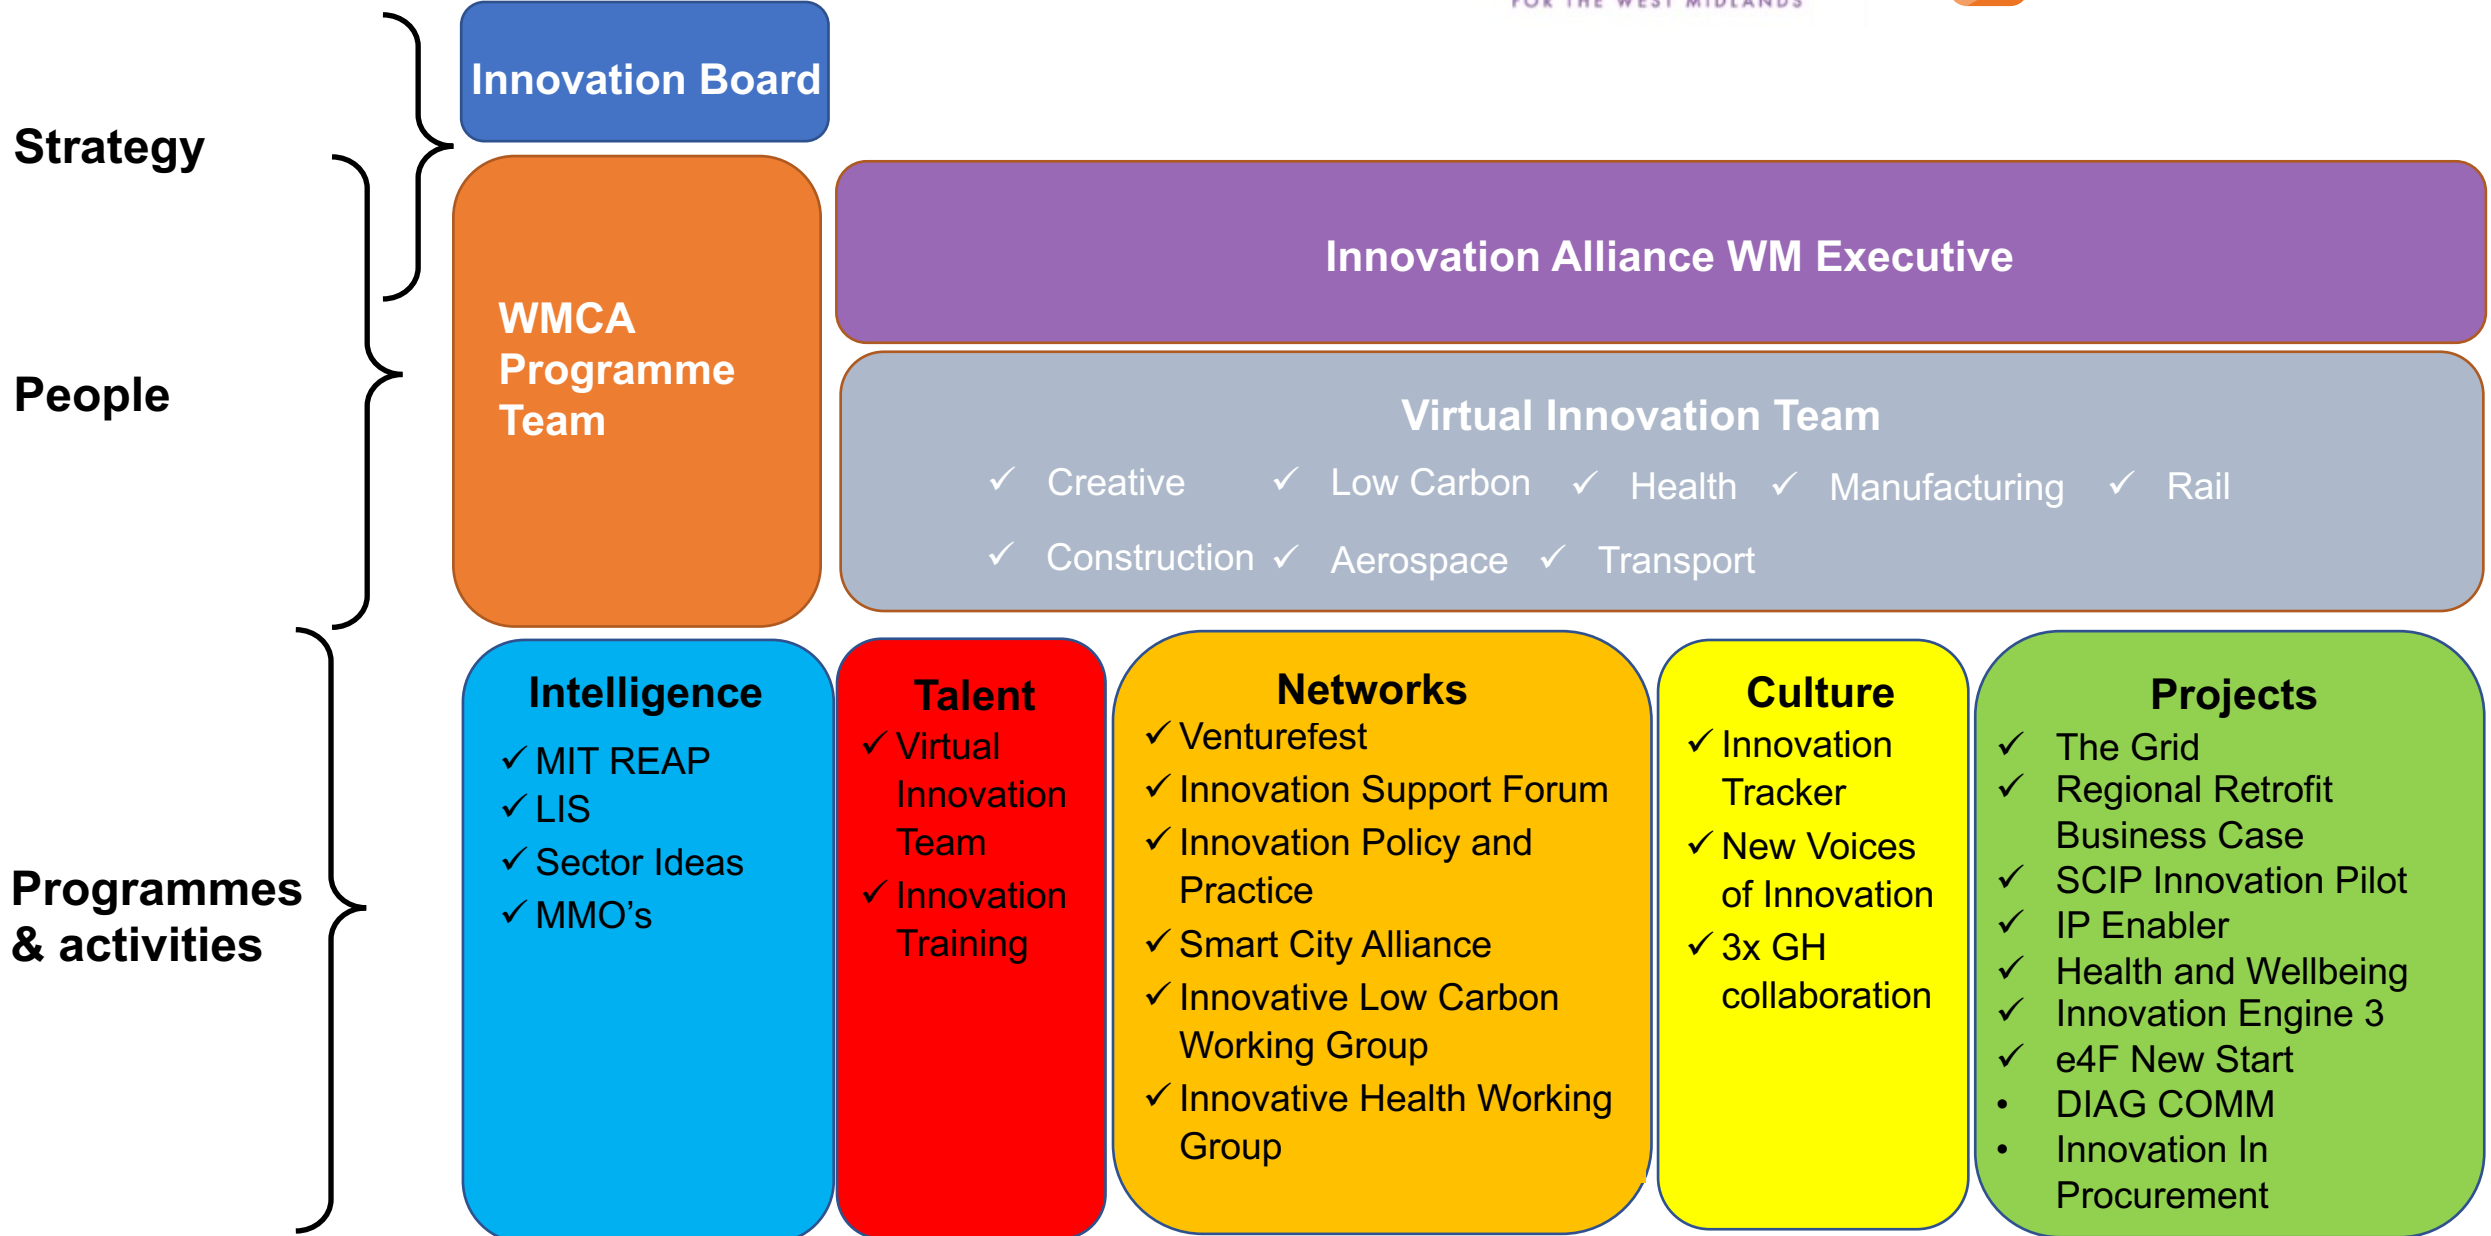 FOR THE WEST MIDLANDS
Innovation Board
Strategy
Innovation Alliance WM Executive
WMCA
Programme
Team
People
Virtual Innovation Team
✓ Creative ✓ Low Carbon ✓ Health ✓ Manufacturing ✓ Rail
✓ Construction ✓ Aerospace ✓ Transport
Programmes
& activities
Intelligence
✓ MIT REAP
✓ LIS
✓ Sector Ideas
✓ MMO’s
Talent
✓ Virtual
Innovation
Team
✓ Innovation
Training
Networks
✓ Venturefest
✓ Innovation Support Forum
✓ Innovation Policy and
Practice
✓ Smart City Alliance
✓ Innovative Low Carbon
Working Group
✓ Innovative Health Working
Group
Culture
✓ Innovation
Tracker
✓ New Voices
of Innovation
✓ 3x GH
collaboration
Projects
✓ The Grid
✓ Regional Retrofit
Business Case
✓ SCIP Innovation Pilot
✓ IP Enabler
✓ Health and Wellbeing
✓ Innovation Engine 3
✓ e4F New Start
• DIAG COMM
• Innovation In
Procurement